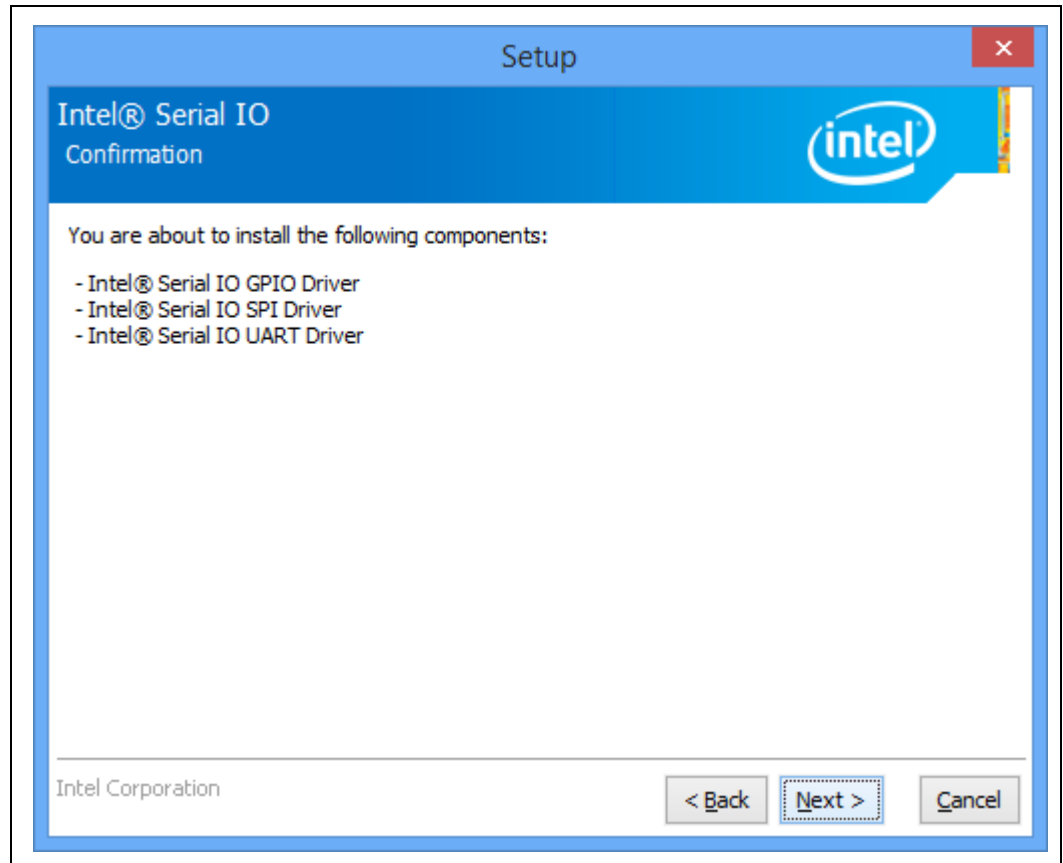 Setup
Intel® Serial IO
Confirmation
intel
You are about to install the following components:
- Intel® Serial IO GPIO Driver
- Intel® Serial IO SPI Driver
- Intel® Serial IO UART Driver
Intel Corporation
< Back Next > Cancel